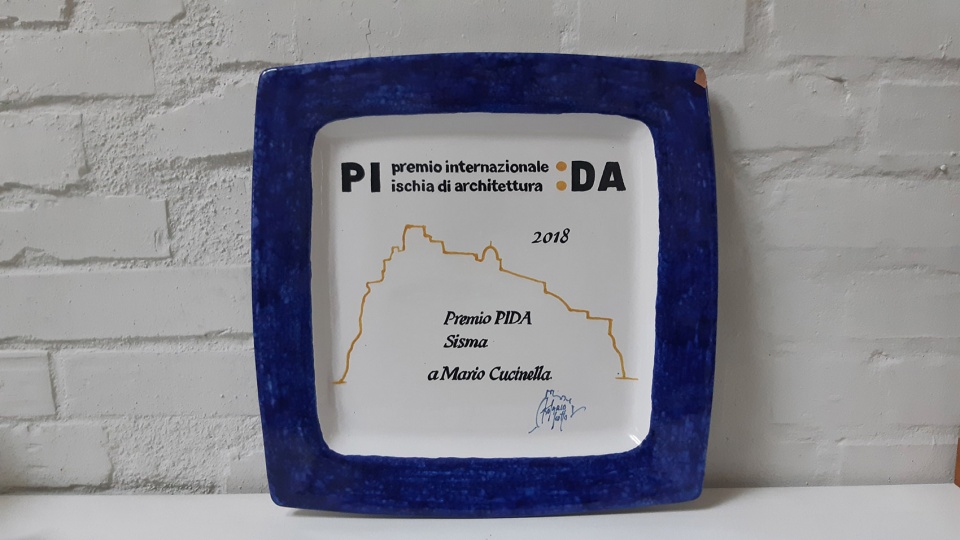 PI premio internazionale :DA
ischia di architettura
2018
Premio PIDA
Sisma
a Mario Cucinella